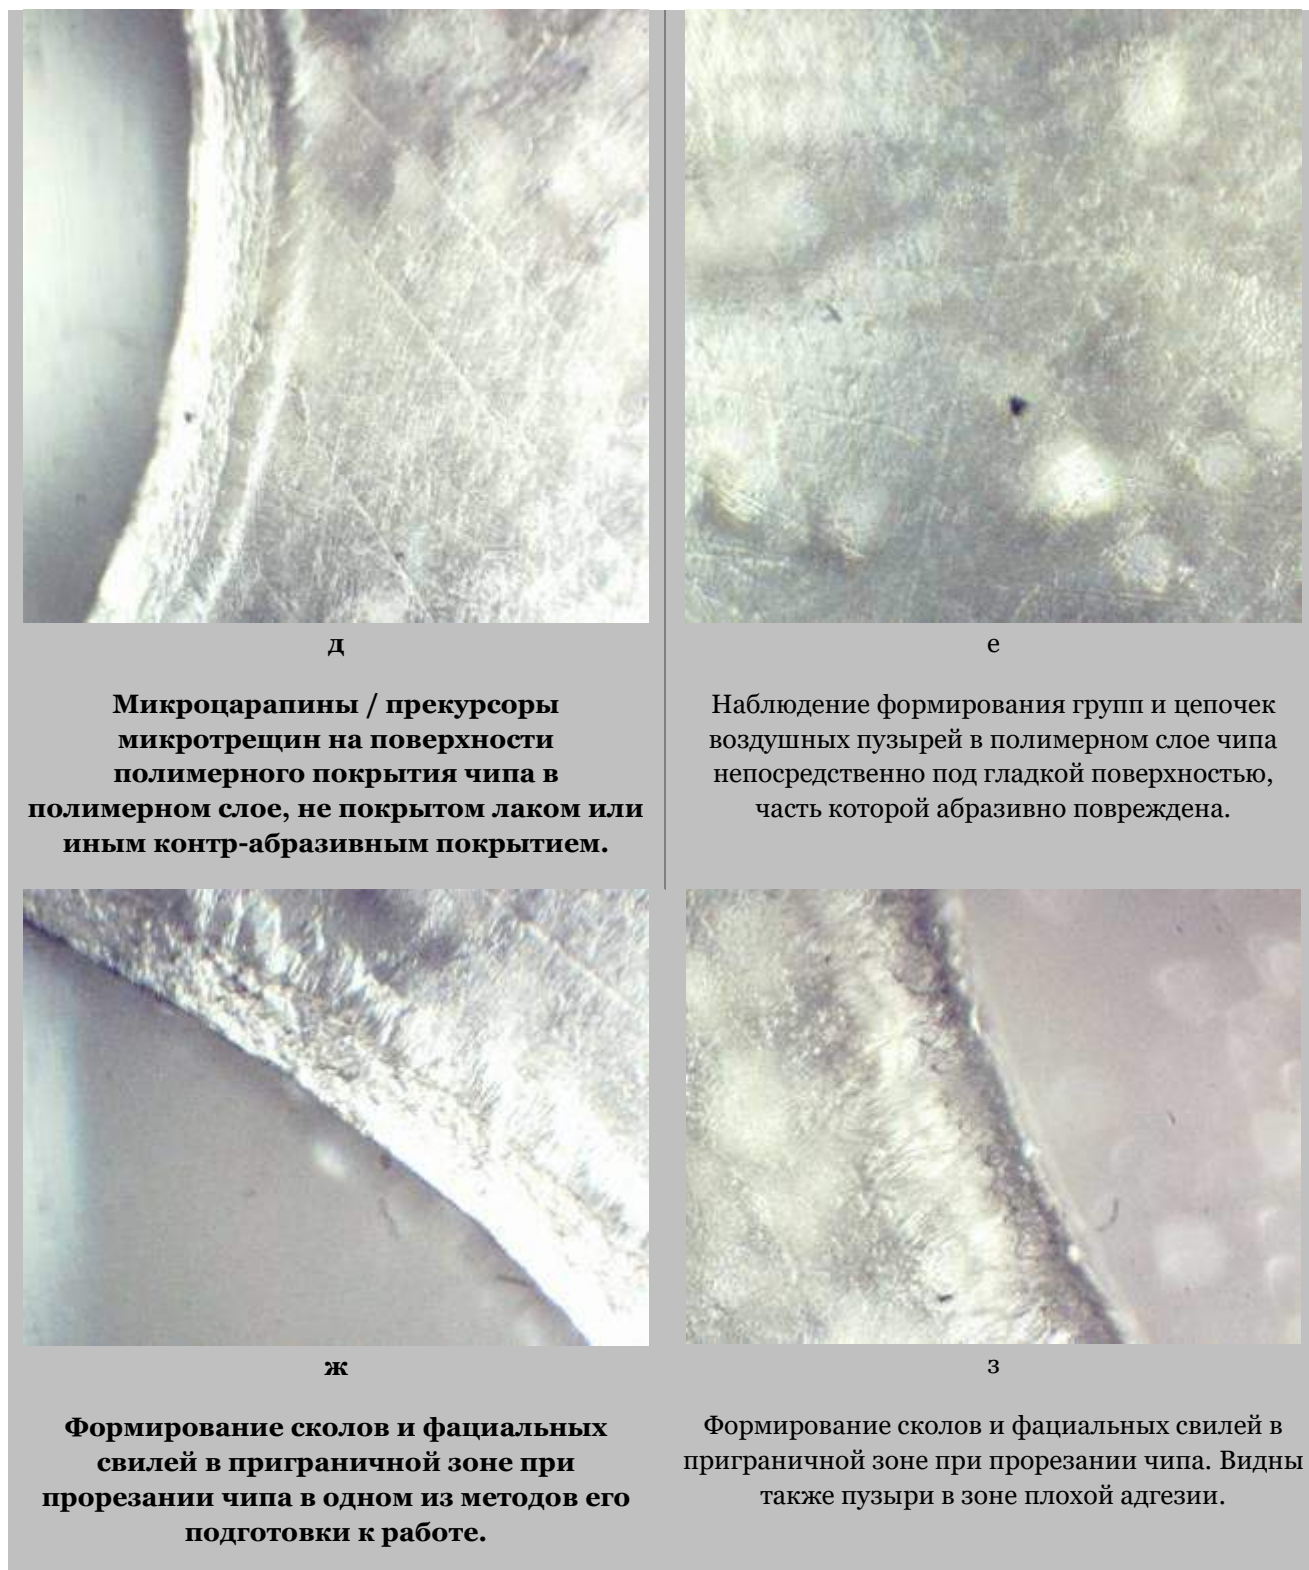 д
Микроцарапины / прекурсоры
микротрещин на поверхности
полимерного покрытия чипа в
полимерном слое, не покрытом лаком или
иным контр-абразивным покрытием.
е
Наблюдение формирования групп и цепочек
воздушных пузырей в полимерном слое чипа
непосредственно под гладкой поверхностью,
часть которой абразивно повреждена.
ж
Формирование сколов и фациальных
свилей в приграничной зоне при
прорезании чипа в одном из методов его
подготовки к работе.
з
Формирование сколов и фациальных свилей в
приграничной зоне при прорезании чипа. Видны
также пузыри в зоне плохой адгезии.